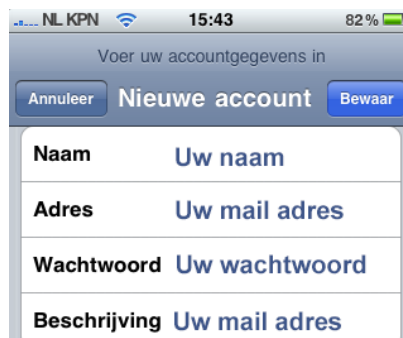 NL KPN 15:43 82%
Voer uw accountgegevens in
Annuleer Nieuwe account Bewaar
Naam Uw naam
Adres Uw mail adres
Wachtwoord Uw wachtwoord
Beschrijving Uw mail adres